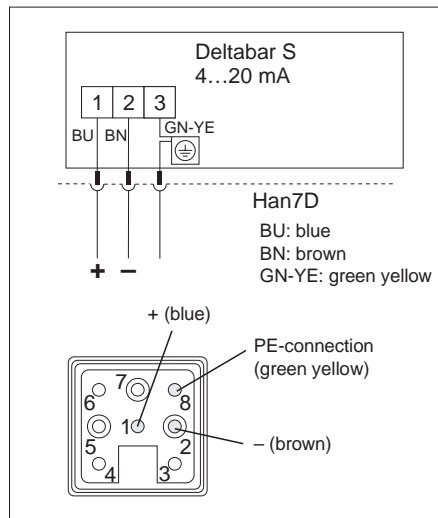 Deltabar S
4…20 mA
1 2 3
BU BN GN-YE
Han7D
BU: blue
BN: brown
GN-YE: green yellow
+ –
+ (blue)
PE-connection
(green yellow)
7
6 8
1
5 2
– (brown)
4 3